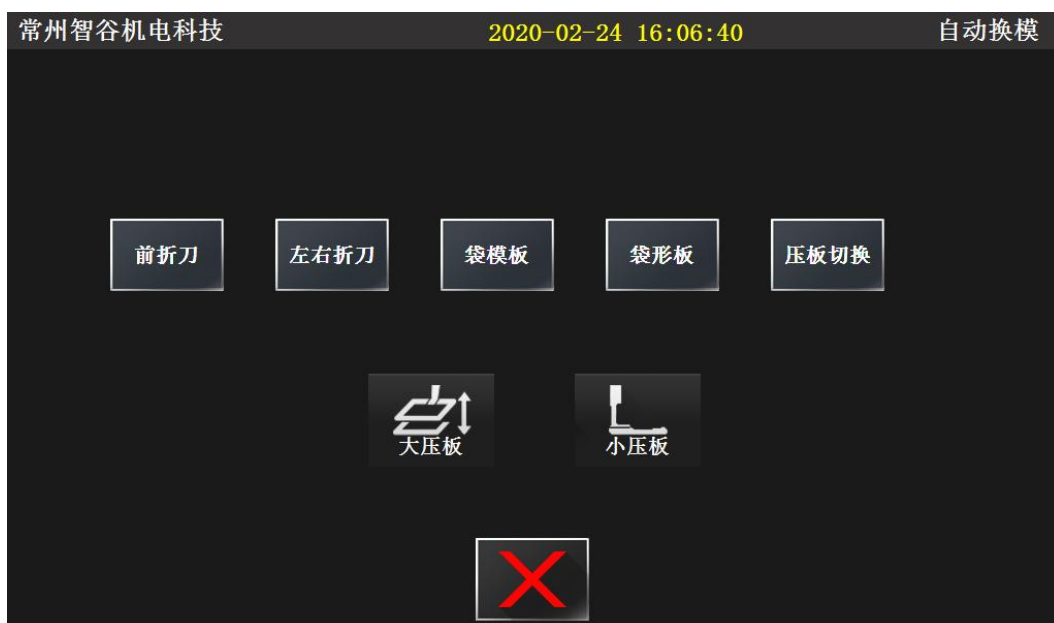 常州智谷机电科技 2020-02-24 16:06:40 自动换模
前折刀 左右折刀 袋模板 袋形板 压板切换
大压板 小压板